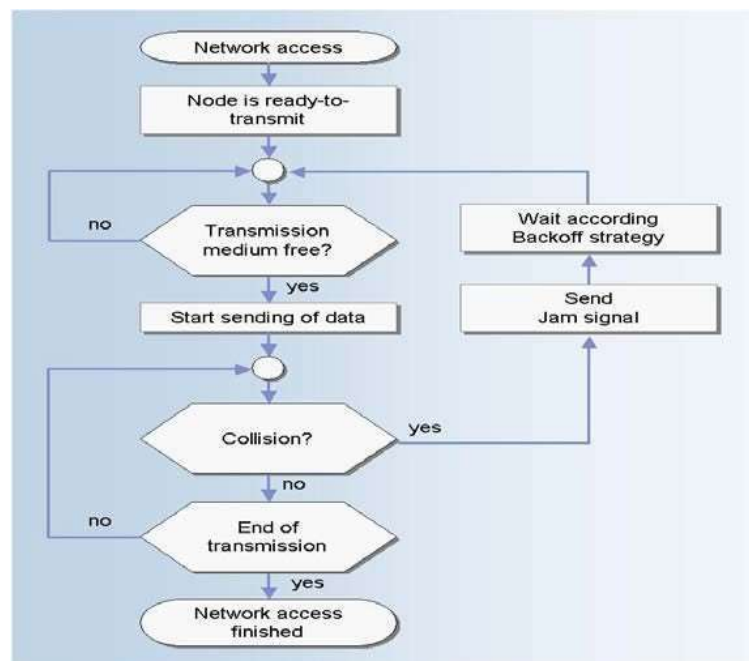 Network access
Node is ready-to-
transmit
no
Transmission
medium free?
yes
Wait according
Backoff strategy
Start sending of data
Send
Jam signal
Collision?
yes
no
no
End of
transmission
yes
Network access
finished